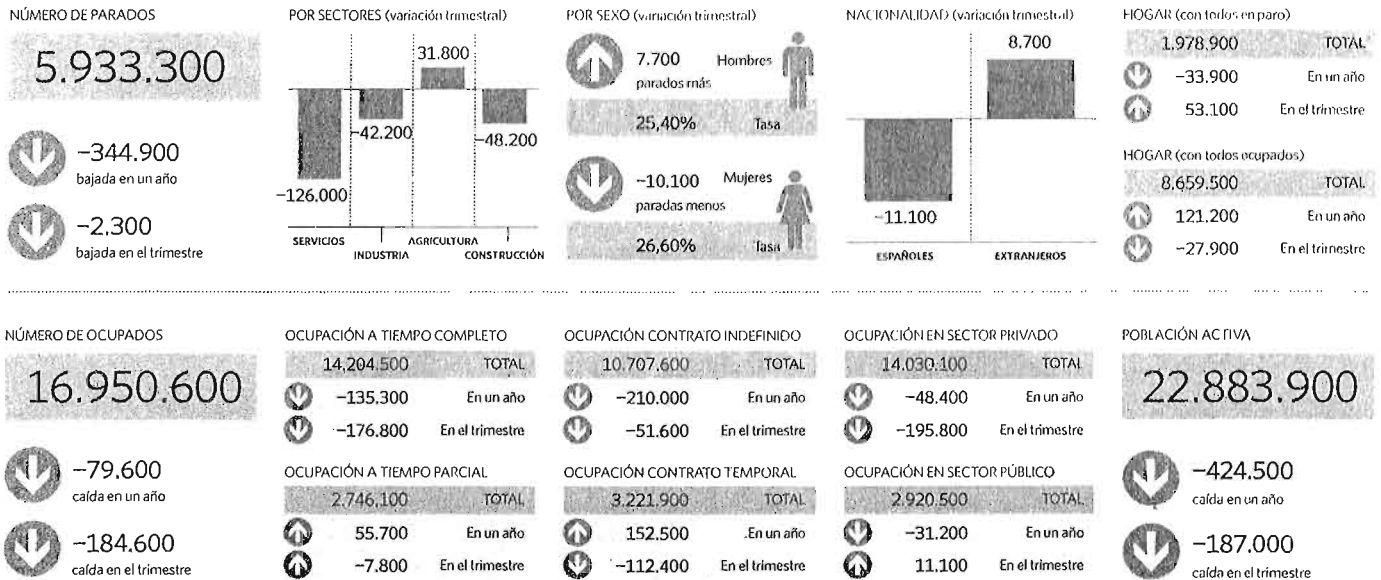 NÚMERO DE PARADOS
5.933.300
−344.900
bajada en un año
−2.300
bajada en el trimestre
POR SECTORES (variación trimestral)
31.800
−42.200
−48.200
−126.000
SERVICIOS
INDUSTRIA
AGRICULTURA
CONSTRUCCIÓN
POR SEXO (variación trimestral)
7.700 Hombres
parados más
25,40% Tasa
−10.100 Mujeres
paradas menos
26,60% Tasa
NACIONALIDAD (variación trimestral)
8.700
−11.100
ESPAÑOLES
EXTRANJEROS
HOGAR (con todos en paro)
1.978.900 TOTAL
−33.900 En un año
53.100 En el trimestre
HOGAR (con todos ocupados)
8.659.500 TOTAL
121.200 En un año
−27.900 En el trimestre
NÚMERO DE OCUPADOS
16.950.600
−79.600
caída en un año
−184.600
caída en el trimestre
OCUPACIÓN A TIEMPO COMPLETO
14.204.500 TOTAL
−135.300 En un año
−176.800 En el trimestre
OCUPACIÓN A TIEMPO PARCIAL
2.746.100 TOTAL
55.700 En un año
−7.800 En el trimestre
OCUPACIÓN CONTRATO INDEFINIDO
10.707.600 TOTAL
−210.000 En un año
−51.600 En el trimestre
OCUPACIÓN CONTRATO TEMPORAL
3.221.900 TOTAL
152.500 En un año
−112.400 En el trimestre
OCUPACIÓN EN SECTOR PRIVADO
14.030.100 TOTAL
−48.400 En un año
−195.800 En el trimestre
OCUPACIÓN EN SECTOR PÚBLICO
2.920.500 TOTAL
−31.200 En un año
11.100 En el trimestre
POBLACIÓN ACTIVA
22.883.900
−424.500
caída en un año
−187.000
caída en el trimestre